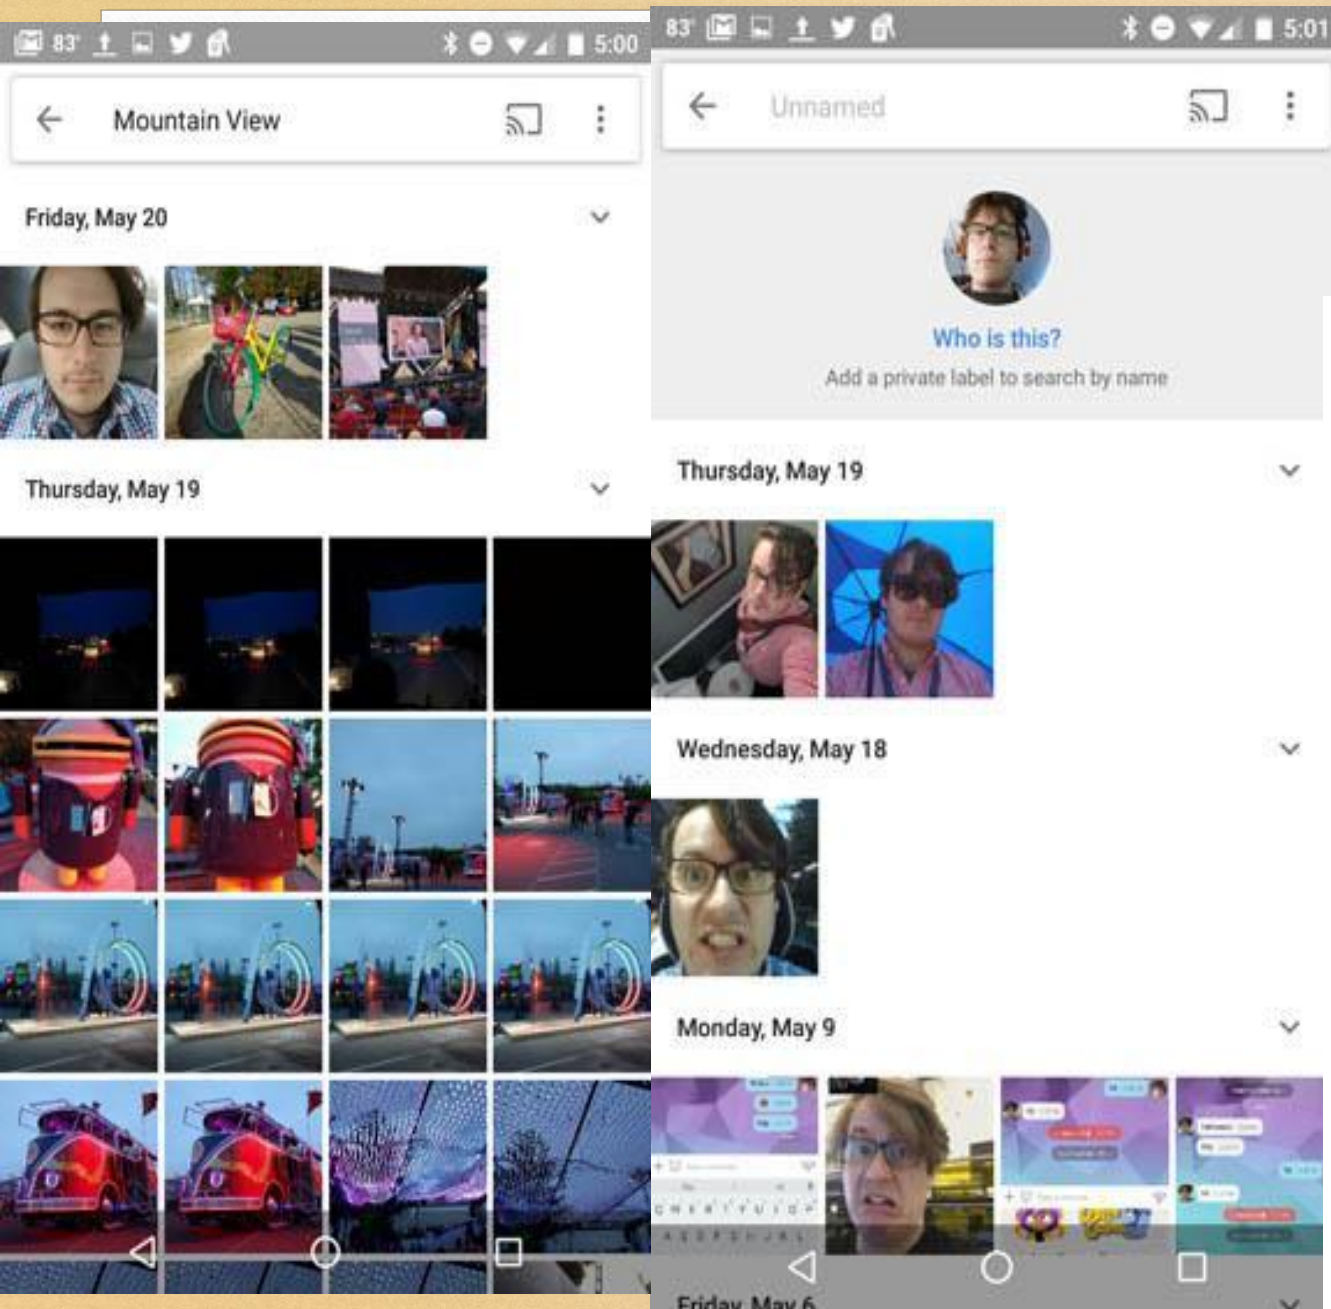 83°
5:00
Mountain View
Friday, May 20
Thursday, May 19
83°
5:01
Unnamed
Who is this?
Add a private label to search by name
Thursday, May 19
Wednesday, May 18
Monday, May 9
Friday, May 6